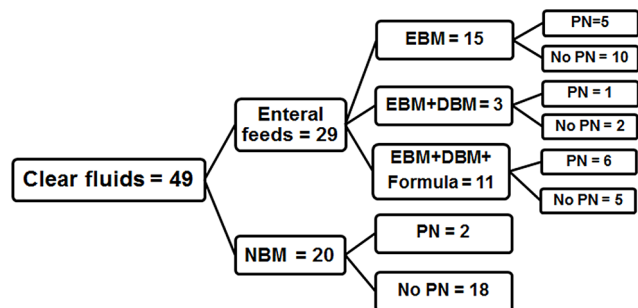 Clear fluids = 49
Enteral
feeds = 29
EBM = 15
PN=5
No PN = 10
EBM+DBM = 3
PN = 1
No PN = 2
EBM+DBM+
Formula = 11
PN = 6
No PN = 5
NBM = 20
PN = 2
No PN = 18